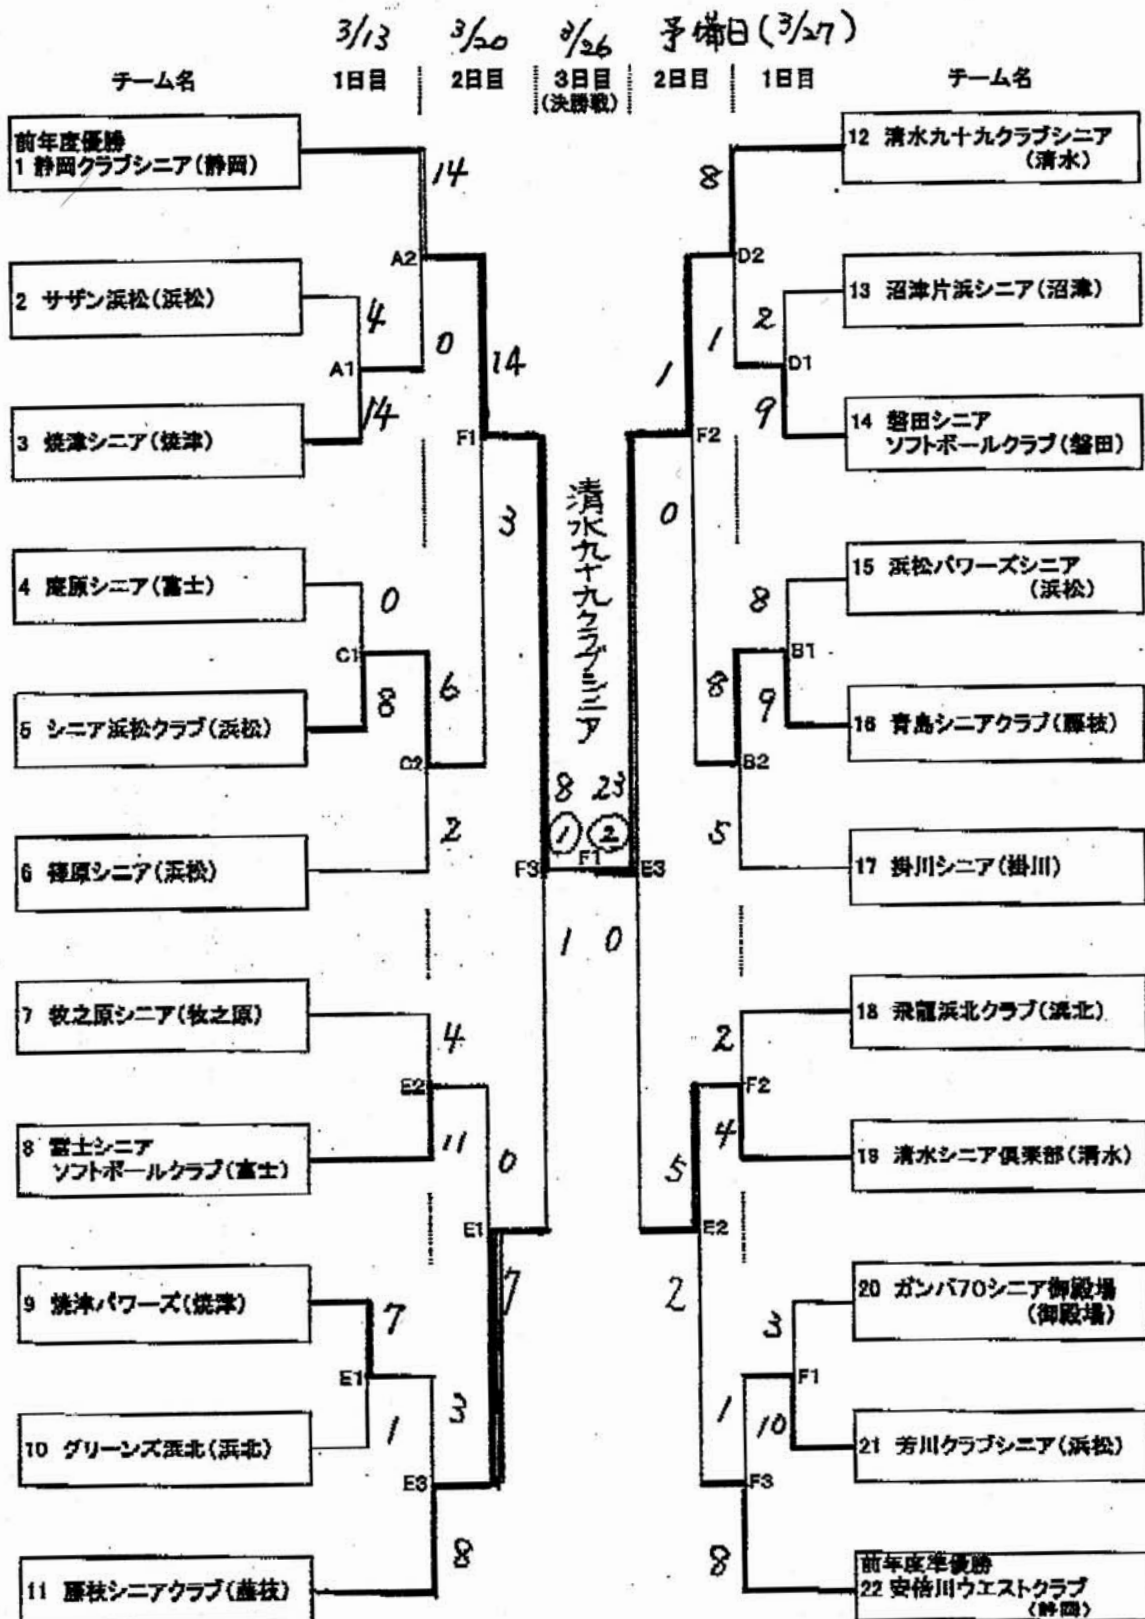 3/13 3/20 3/26 予備日(3/27)
チーム名 1日目 2日目 3日目 2日目 1日目 チーム名
(決勝戦)
前年度優勝
1 静岡クラブシニア(静岡)
14
A2
2 サザン浜松(浜松)
4
0
A1
14
14
3 焼津シニア(焼津)
F1
3
4 庵原シニア(富士)
0
C1
8
6
5 シニア浜松クラブ(浜松)
C2
2
6 篠原シニア(浜松)
F3
1
7 牧之原シニア(牧之原)
4
E2
11
0
8 富士シニア
ソフトボールクラブ(富士)
E1
7
9 焼津パワーズ(焼津)
7
E1
1
3
10 グリーンズ浜北(浜北)
E3
8
11 藤枝シニアクラブ(藤枝)
清水九十九クラブシニア
8 23
1 2
F1
12 清水九十九クラブシニア
(清水)
8
D2
13 沼津片浜シニア(沼津)
2
1
1
D1
9
14 磐田シニア
ソフトボールクラブ(磐田)
F2
0
15 浜松パワーズシニア
(浜松)
8
B1
9
8
16 青島シニアクラブ(藤枝)
B2
5
17 掛川シニア(掛川)
E3
0
18 飛龍浜北クラブ(浜北)
2
F2
4
5
19 清水シニア倶楽部(清水)
E2
2
20 ガンバ70シニア御殿場
(御殿場)
3
F1
10
1
21 芳川クラブシニア(浜松)
F3
8
前年度準優勝
22 安倍川ウエストクラブ
(静岡)